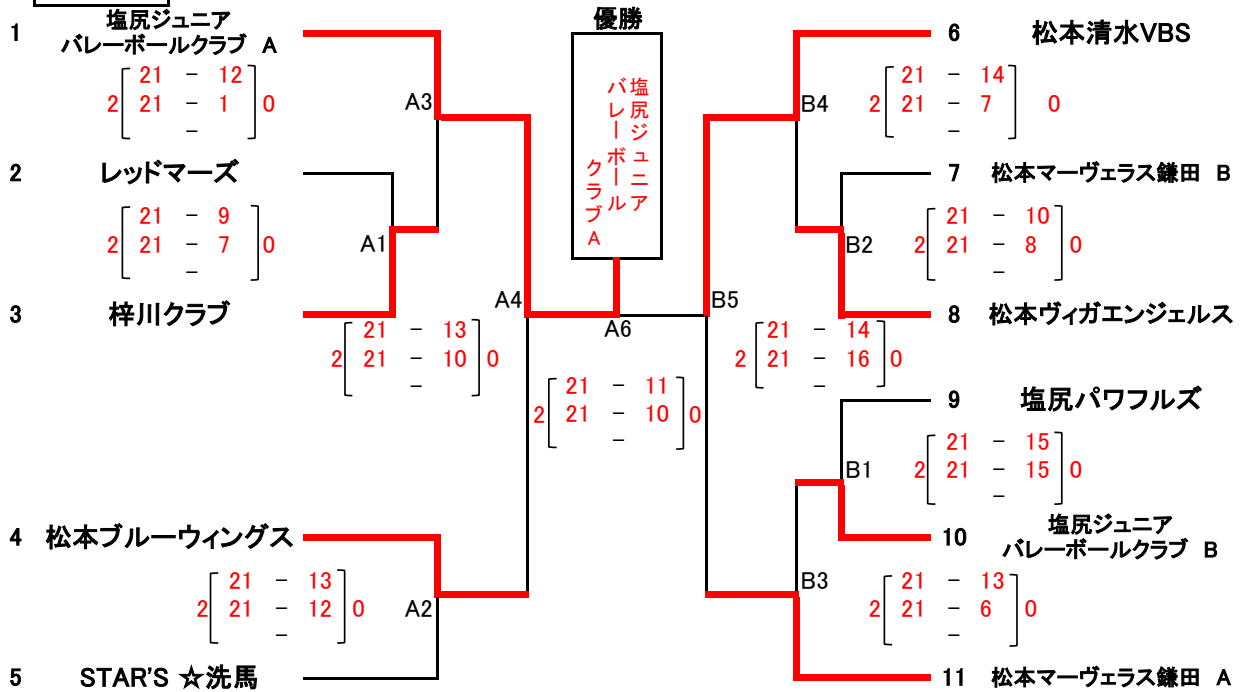 優勝
塩尻ジュニア
バレーボール
クラブ A
1 塩尻ジュニア
バレーボールクラブ A
21 - 12
2 21 - 1 0
-
A3
2 レッドマーズ
21 - 9
2 21 - 7 0
-
A1
3 梓川クラブ
A4
21 - 13
2 21 - 10 0
-
4 松本ブルーウィングス
21 - 13
2 21 - 12 0
-
A2
5 STAR'S ☆洗馬
A6
21 - 11
2 21 - 10 0
-
6 松本清水VBS
21 - 14
2 21 - 7 0
-
B4
7 松本マーヴェラス鎌田 B
21 - 10
2 21 - 8 0
-
B2
8 松本ヴィガエンジェルス
B5
21 - 14
2 21 - 16 0
-
9 塩尻パワフルズ
21 - 15
2 21 - 15 0
-
B1
10 塩尻ジュニア
バレーボールクラブ B
21 - 13
2 21 - 6 0
-
B3
11 松本マーヴェラス鎌田 A